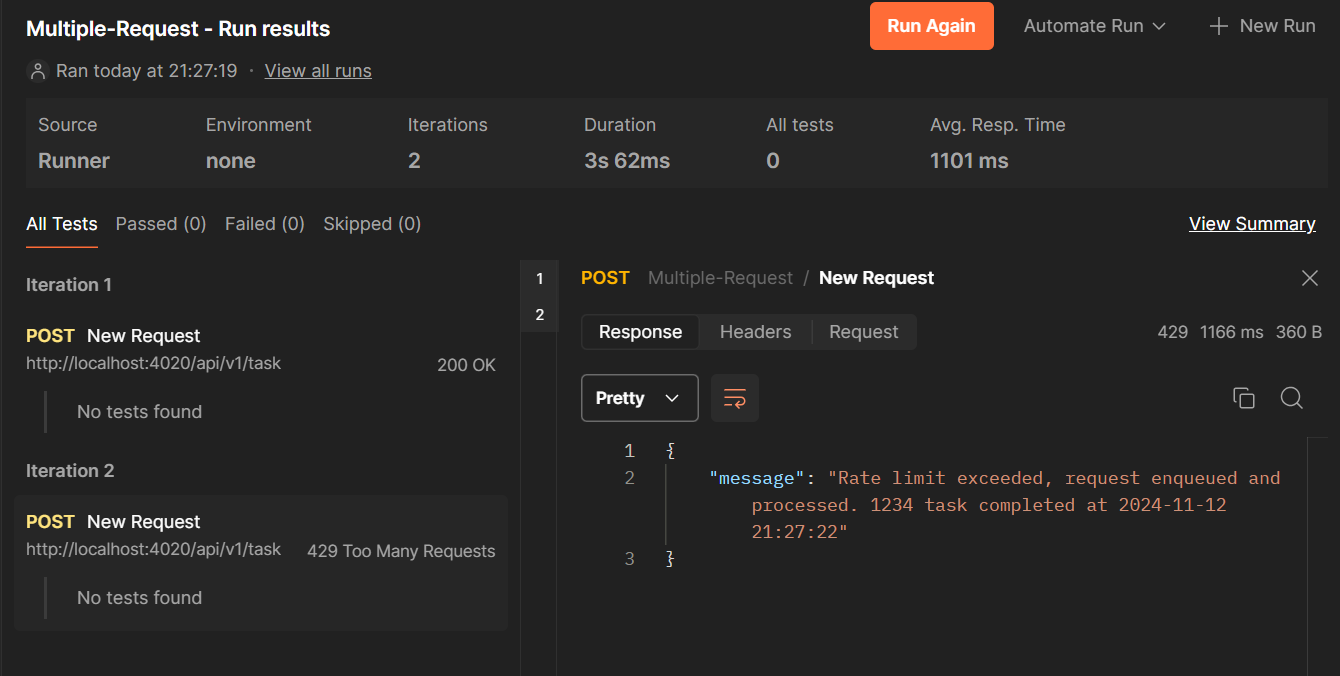 Multiple-Request - Run results
Run Again
Automate Run
New Run
Ran today at 21:27:19 · View all runs
Source Environment Iterations Duration All tests Avg. Resp. Time
Runner none 2 3s 62ms 0 1101 ms
All Tests Passed (0) Failed (0) Skipped (0)
View Summary
Iteration 1
POST New Request
http://localhost:4020/api/v1/task
200 OK
No tests found
Iteration 2
POST New Request
http://localhost:4020/api/v1/task
429 Too Many Requests
No tests found
1
2
POST Multiple-Request / New Request
Response Headers Request
429 1166 ms 360 B
Pretty
1 {
2 "message": "Rate limit exceeded, request enqueued and
processed. 1234 task completed at 2024-11-12
21:27:22"
3 }